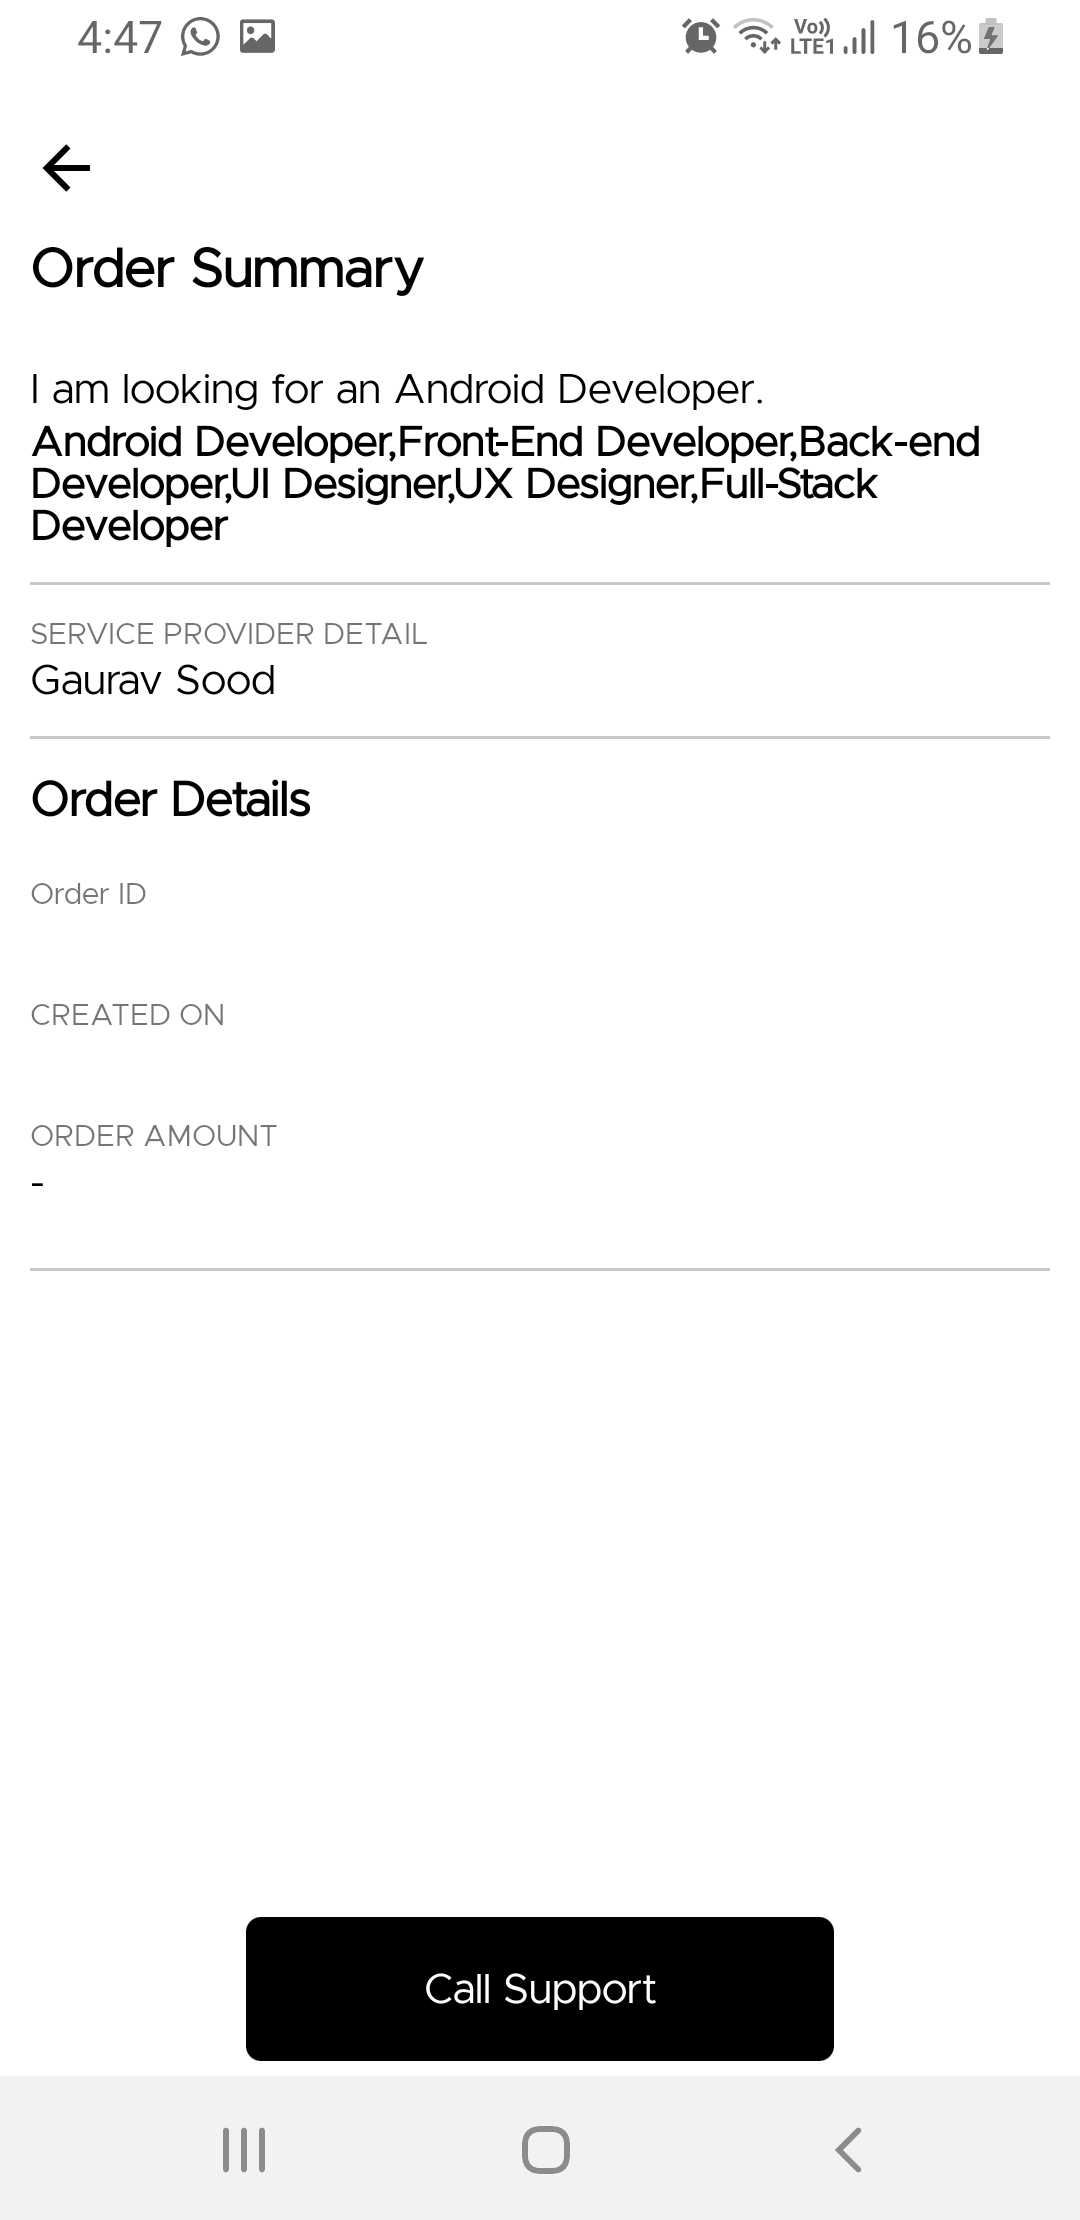 4:47
Vo)) LTE1 16%
Order Summary
I am looking for an Android Developer.
Android Developer,Front-End Developer,Back-end
Developer,UI Designer,UX Designer,Full-Stack
Developer
SERVICE PROVIDER DETAIL
Gaurav Sood
Order Details
Order ID
CREATED ON
ORDER AMOUNT
-
Call Support